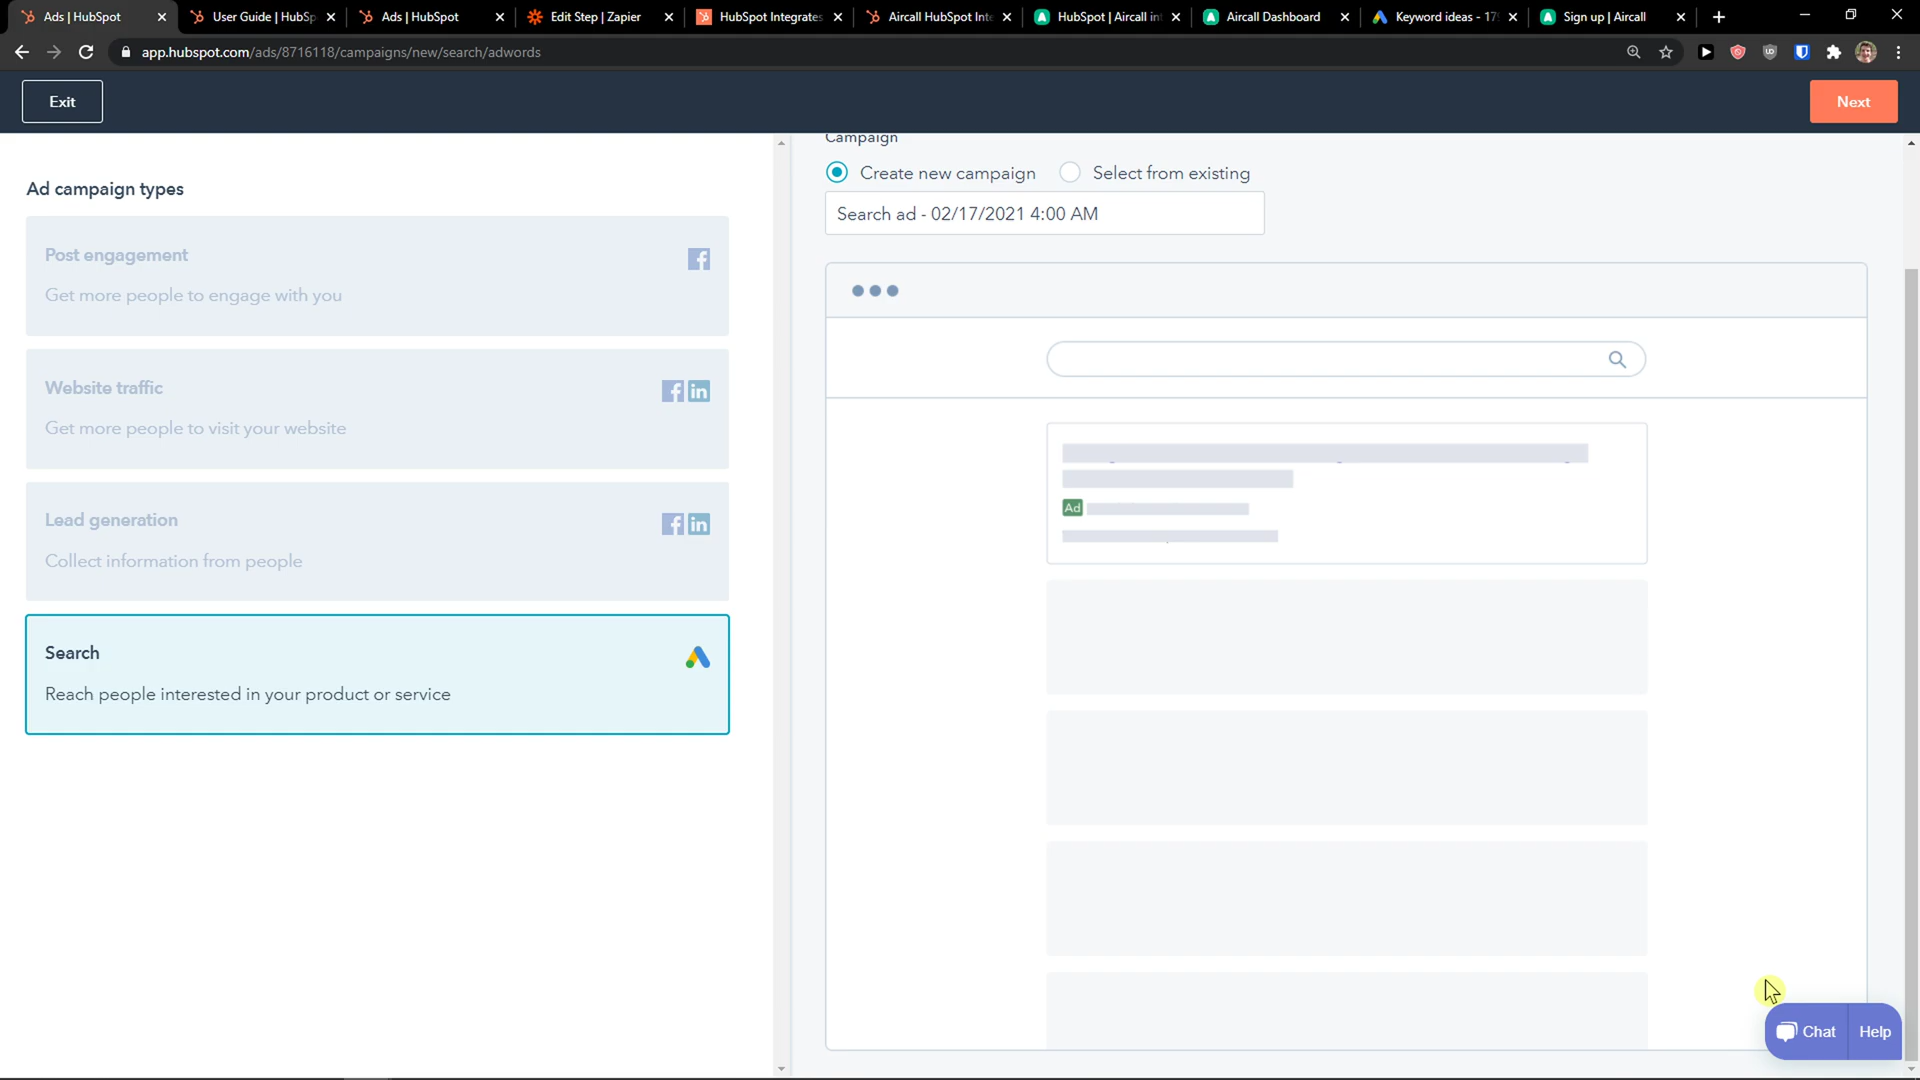 Ads | HubSpot
User Guide | HubSp
Ads | HubSpot
Edit Step | Zapier
HubSpot Integrates
Aircall HubSpot Inte
HubSpot | Aircall in
Aircall Dashboard
Keyword ideas - 17
Sign up | Aircall
app.hubspot.com/ads/8716118/campaigns/new/search/adwords
Exit
Next
Ad campaign types
Post engagement
Get more people to engage with you
Website traffic
Get more people to visit your website
Lead generation
Collect information from people
Search
Reach people interested in your product or service
Campaign
Create new campaign
Select from existing
Search ad - 02/17/2021 4:00 AM
Ad
Chat
Help